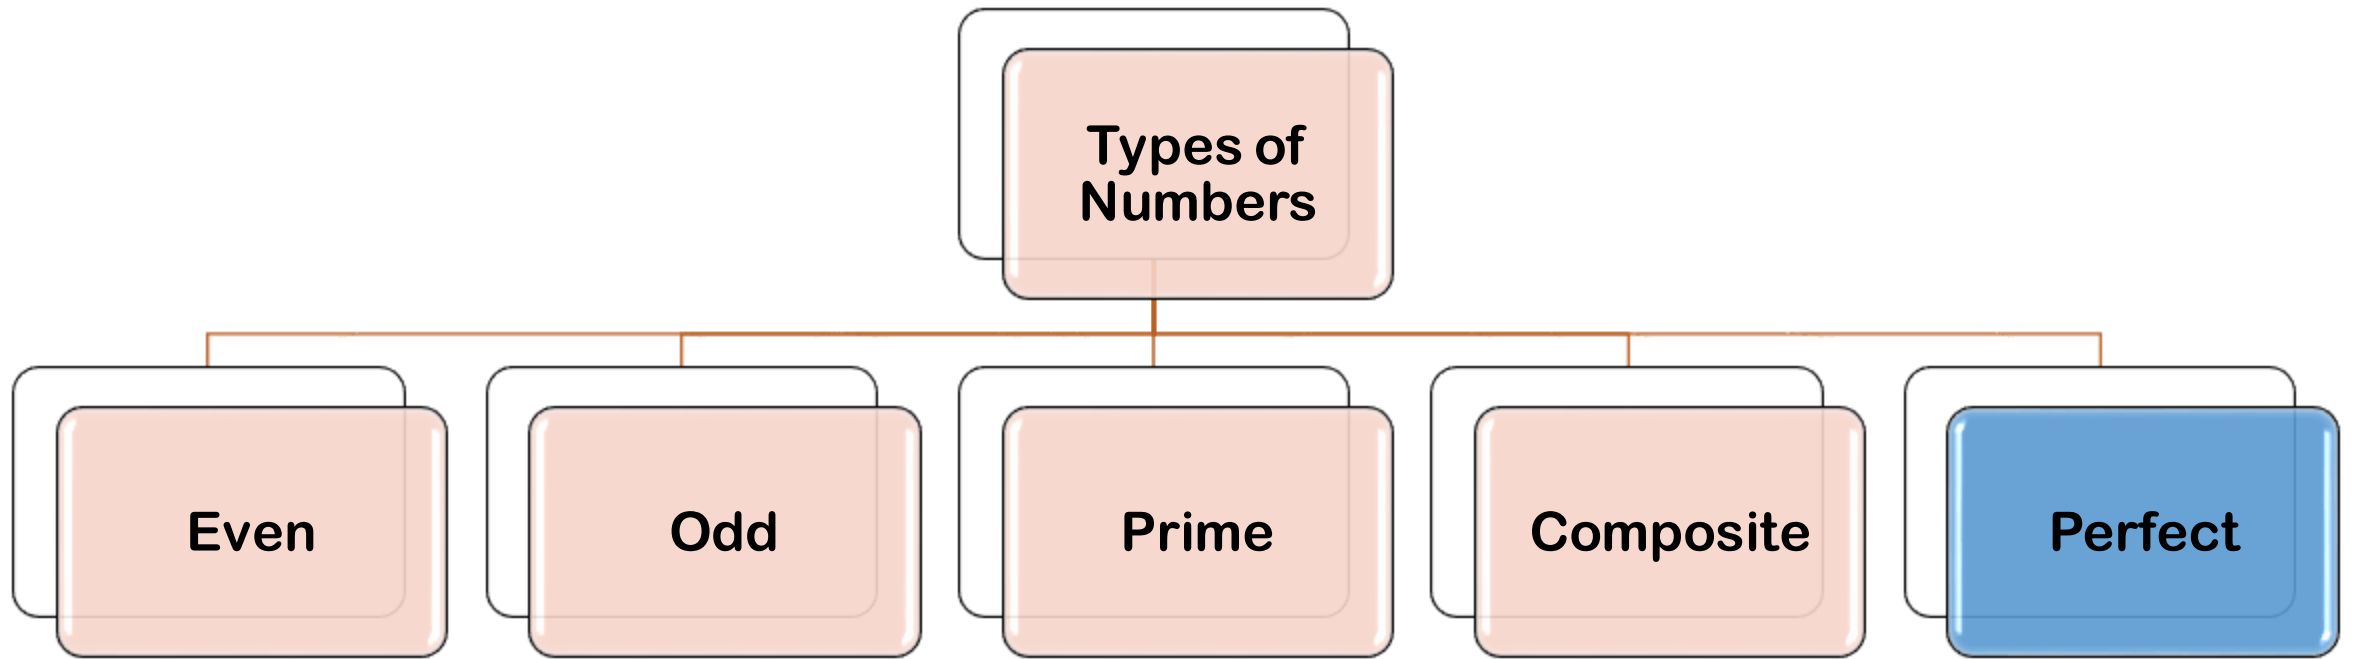 Types of
Numbers
Even
Odd
Prime
Composite
Perfect